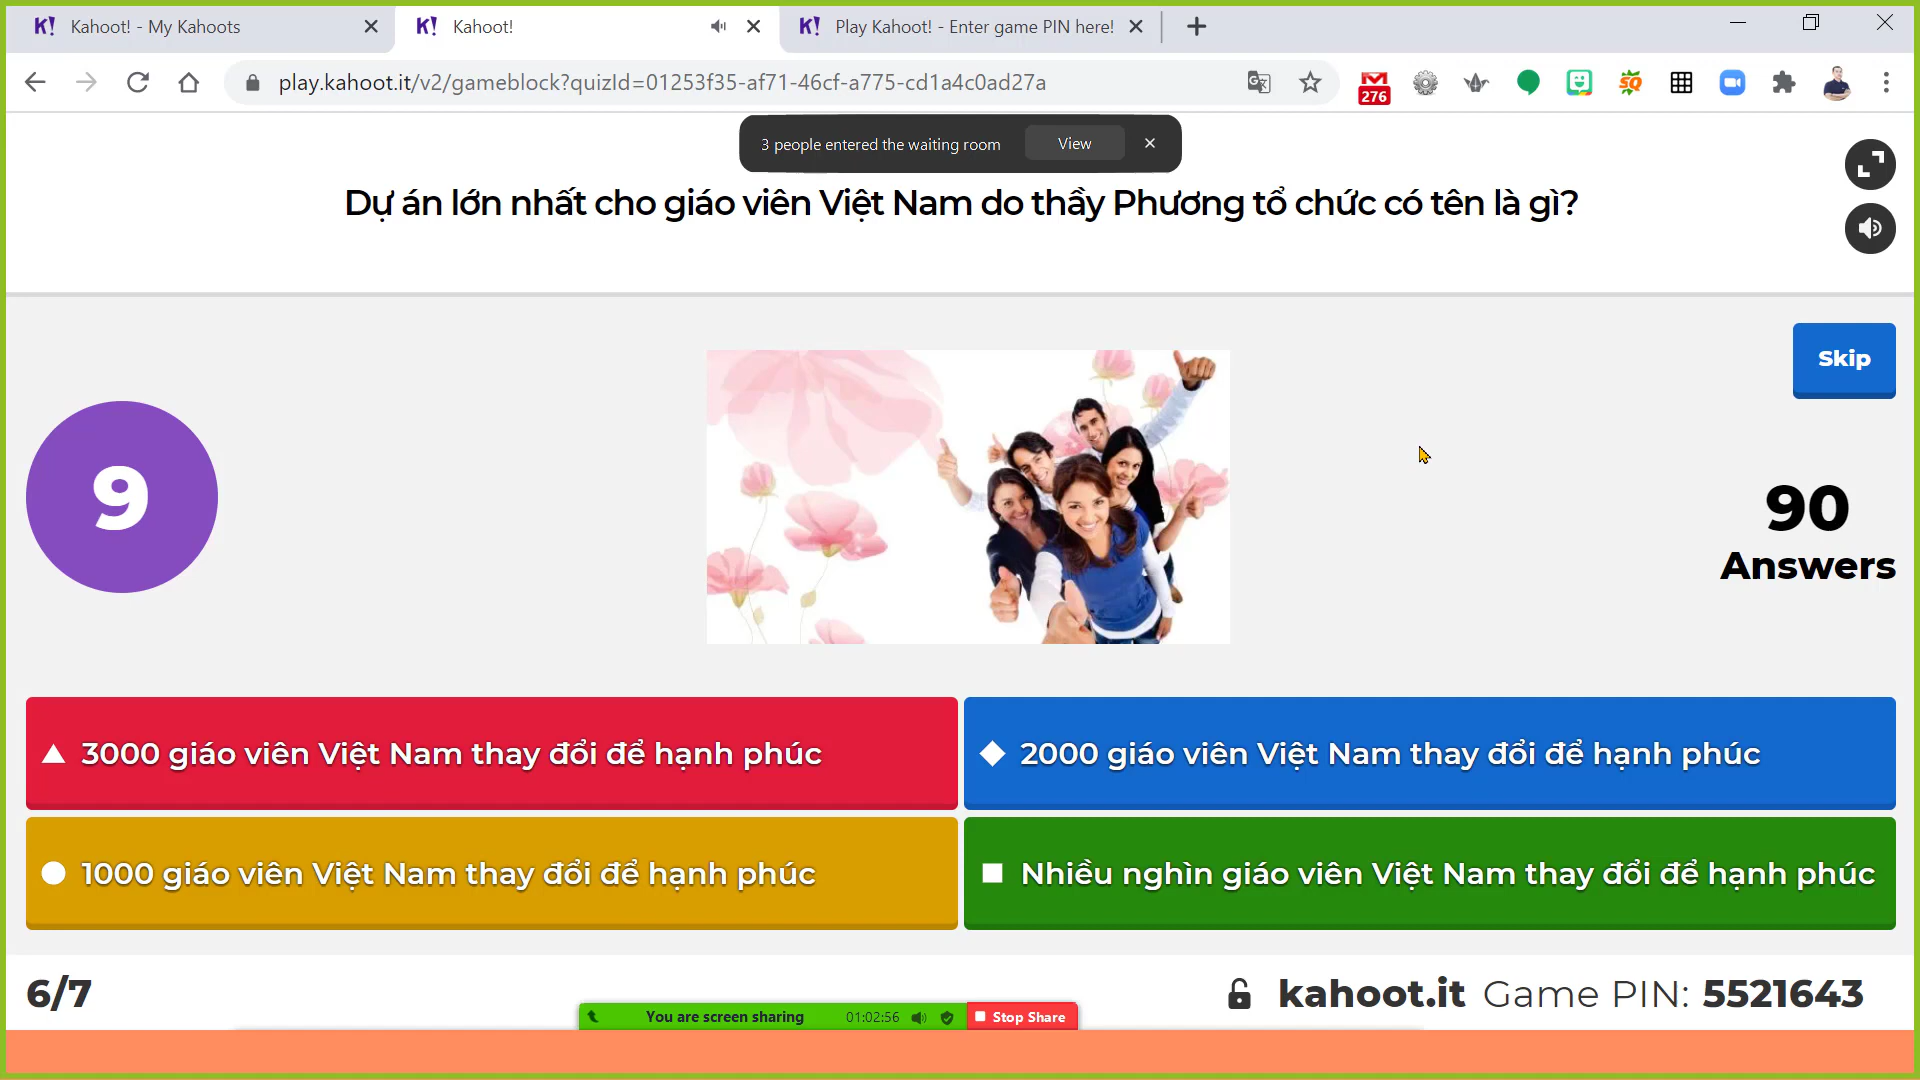 K! Kahoot! - My Kahoots
K! Kahoot!
K! Play Kahoot! - Enter game PIN here!
play.kahoot.it/v2/gameblock?quizId=01253f35-af71-46cf-a775-cd1a4c0ad27a
276
3 people entered the waiting room
View
Dự án lớn nhất cho giáo viên Việt Nam do thầy Phương tổ chức có tên là gì?
Skip
9
90
Answers
3000 giáo viên Việt Nam thay đổi để hạnh phúc
2000 giáo viên Việt Nam thay đổi để hạnh phúc
1000 giáo viên Việt Nam thay đổi để hạnh phúc
Nhiều nghìn giáo viên Việt Nam thay đổi để hạnh phúc
6/7
kahoot.it Game PIN: 5521643
You are screen sharing 01:02:56 Stop Share